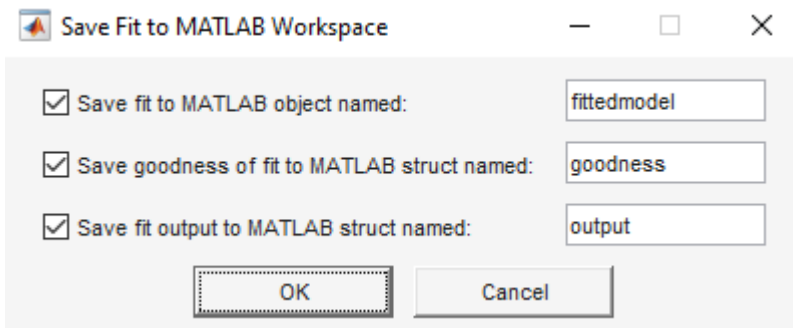 Save Fit to MATLAB Workspace
Save fit to MATLAB object named: fittedmodel
Save goodness of fit to MATLAB struct named: goodness
Save fit output to MATLAB struct named: output
OK Cancel